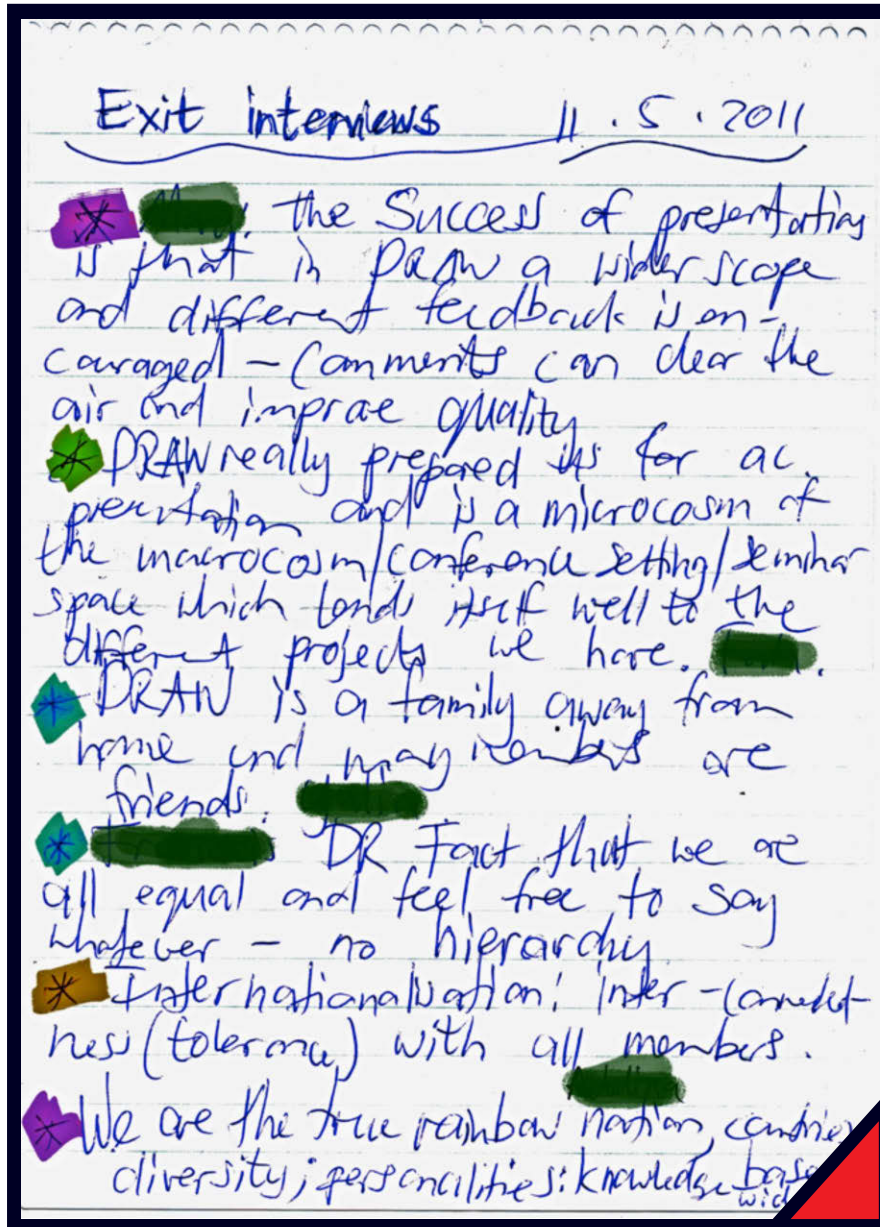 Exit interviews 11.5.2011
the Success of presentations
is that in DRAW a wider scope
and different feedback is en-
couraged - Comments can clear the
air and improve quality
DRAW really prepared us for ac.
presentation and is a microcosm of
the macrocosm/conference setting/seminar
space which lends itself well to the
different projects we have.
DRAW is a family away from
home and many members are
friends.
DR Fact that we are
all equal and feel free to say
whatever - no hierarchy
Internationalisation! Inter-connected-
ness (tolerance) with all members.
We are the true rainbow nation, countries
diversity; personalities: knowledge base
wide